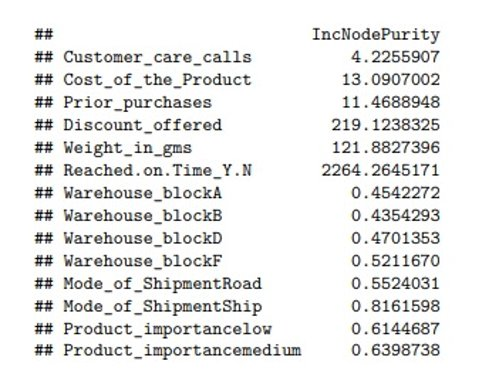 ## IncNodePurity
## Customer_care_calls 4.2255907
## Cost_of_the_Product 13.0907002
## Prior_purchases 11.4688948
## Discount_offered 219.1238325
## Weight_in_gms 121.8827396
## Reached.on.Time_Y.N 2264.2645171
## Warehouse_blockA 0.4542272
## Warehouse_blockB 0.4354293
## Warehouse_blockD 0.4701353
## Warehouse_blockF 0.5211670
## Mode_of_ShipmentRoad 0.5524031
## Mode_of_ShipmentShip 0.8161598
## Product_importancelow 0.6144687
## Product_importancemedium 0.6398738